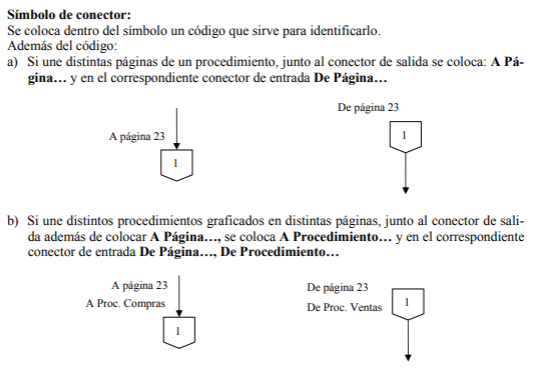 Símbolo de conector:
Se coloca dentro del símbolo un código que sirve para identificarlo.
Además del código:
a) Si une distintas páginas de un procedimiento, junto al conector de salida se coloca: A Pá-
gina… y en el correspondiente conector de entrada De Página…
De página 23
A página 23
1
1
b) Si une distintos procedimientos graficados en distintas páginas, junto al conector de sali-
da además de colocar A Página…, se coloca A Procedimiento… y en el correspondiente
conector de entrada De Página…, De Procedimiento…
A página 23
A Proc. Compras
1
De página 23
De Proc. Ventas
1